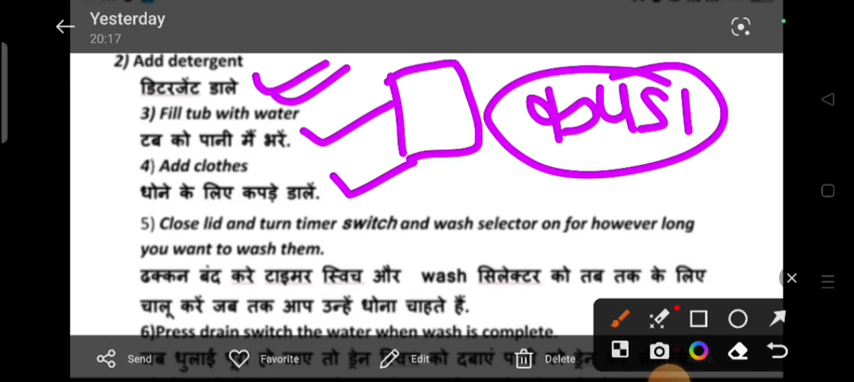 Yesterday
20:17
2) Add detergent
डिटरजेंट डाले
3) Fill tub with water
टब को पानी मैं भरें.
4) Add clothes
धोने के लिए कपड़े डालें.
कपडा
5) Close lid and turn timer switch and wash selector on for however long
you want to wash them.
ढक्कन बंद करे टाइमर स्विच और wash सिलेक्टर को तब तक के लिए
चालू करें जब तक आप उन्हें धोना चाहते हैं.
6)Press drain switch the water when wash is complete.
धुलाई
तो ड्रेन
को दबाएं
Send
Favorite
Edit
Delete